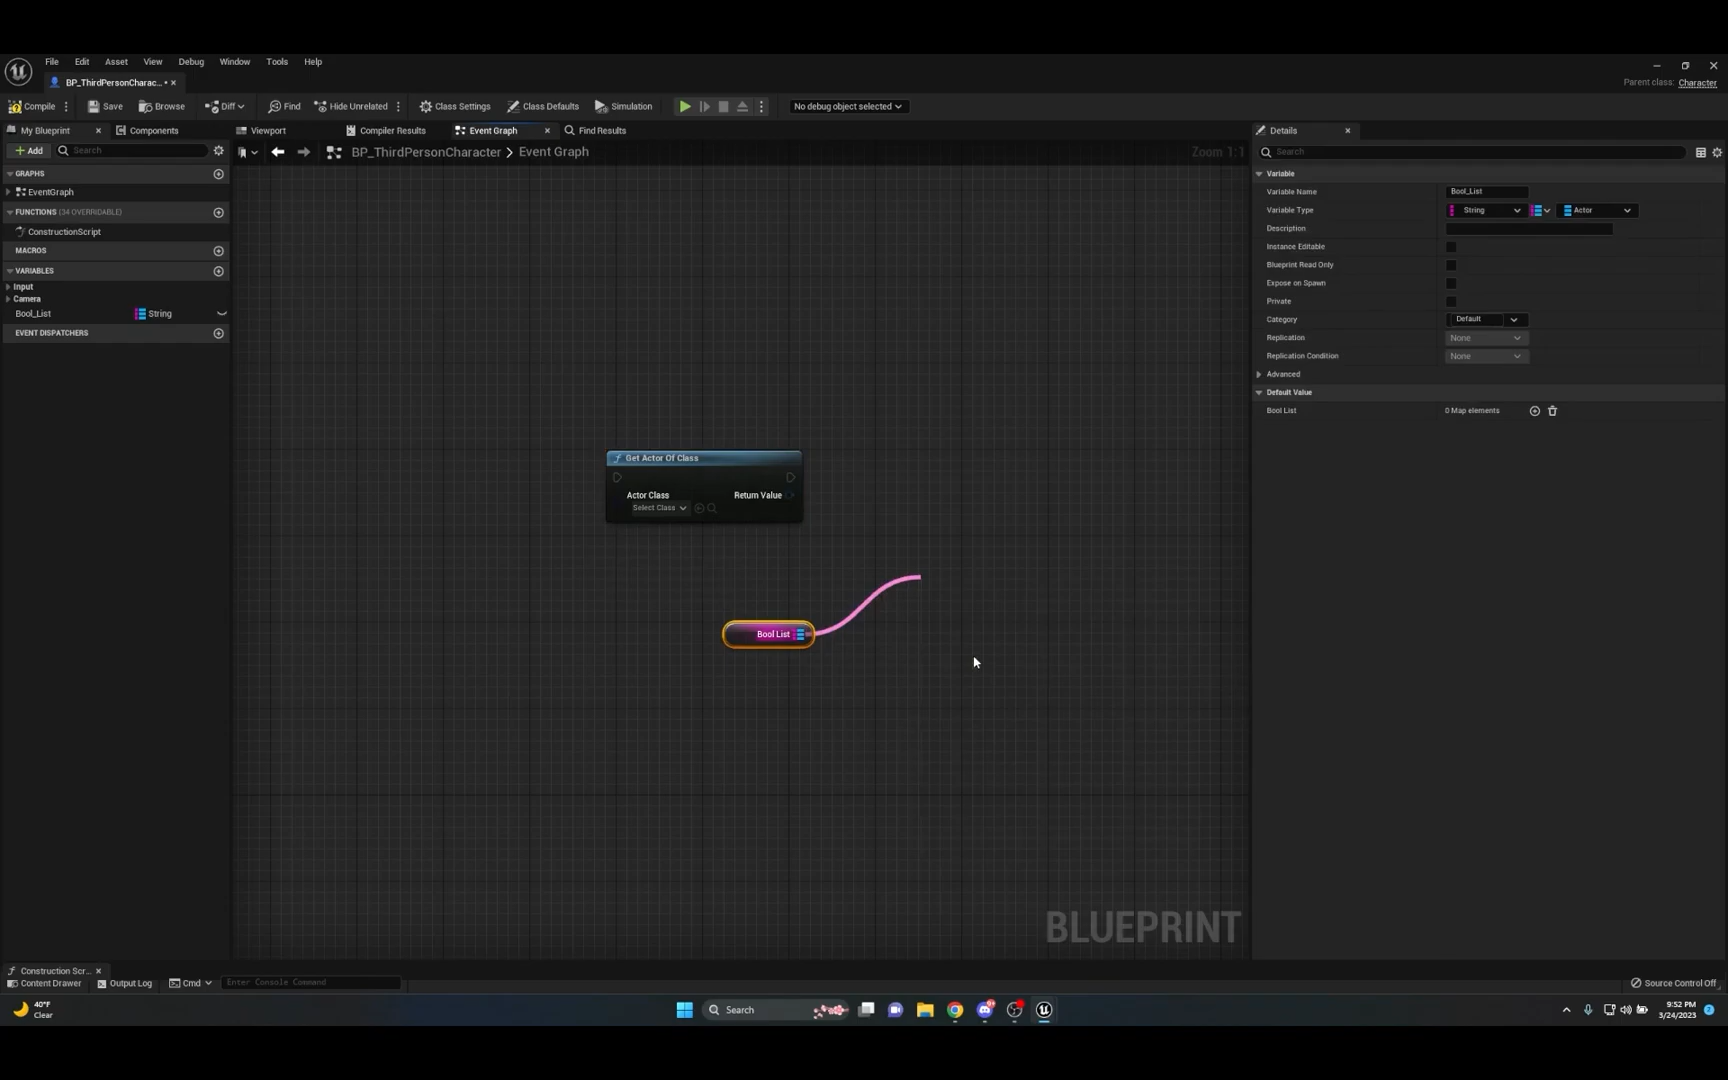 File Edit Asset View Debug Window Tools Help
BP_ThirdPersonCharac...
Parent class: Character
Compile Save Browse Diff Find Hide Unrelated Class Settings Class Defaults Simulation No debug object selected
My Blueprint Components Viewport Compiler Results Event Graph Find Results Details
Add Search BP_ThirdPersonCharacter > Event Graph Zoom 1:1 Search
GRAPHS
EventGraph
FUNCTIONS (34 OVERRIDABLE)
ConstructionScript
MACROS
VARIABLES
Input
Camera
Bool_List String
EVENT DISPATCHERS
Get Actor Of Class
Actor Class Return Value
Select Class
Bool List
BLUEPRINT
Variable
Variable Name Bool_List
Variable Type String Actor
Description
Instance Editable
Blueprint Read Only
Expose on Spawn
Private
Category Default
Replication None
Replication Condition None
Advanced
Default Value
Bool List 0 Map elements
Construction Scr...
Content Drawer Output Log Cmd Enter Console Command Source Control Off
40°F
Clear
Search
9:52 PM
3/24/2023
2